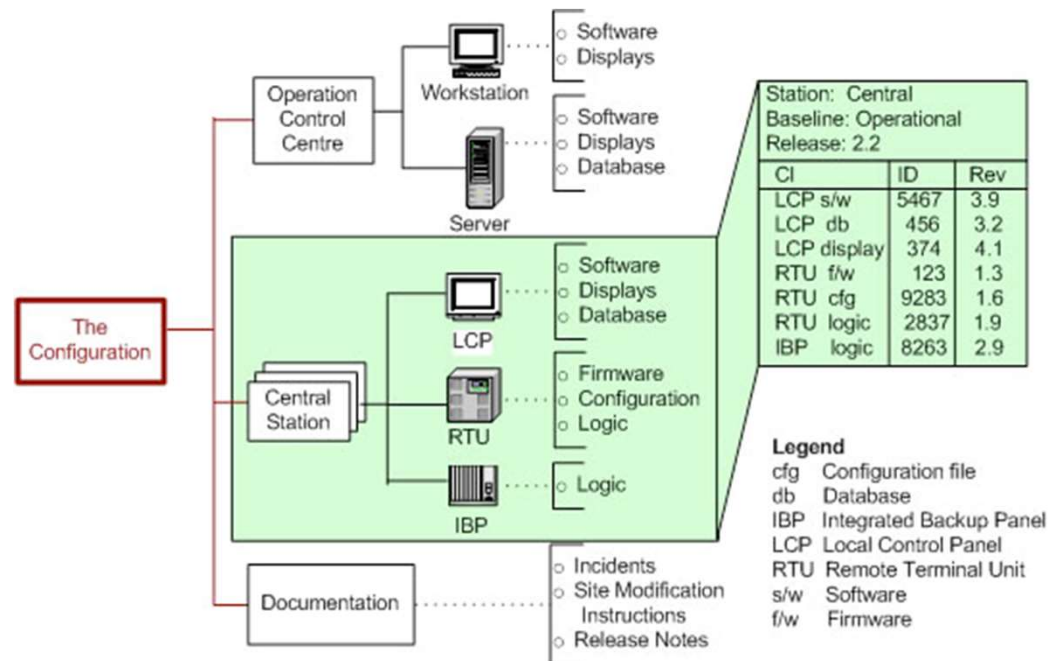 The
Configuration
Operation
Control
Centre
Workstation
Software
Displays
Server
Software
Displays
Database
Central
Station
LCP
Software
Displays
Database
RTU
Firmware
Configuration
Logic
IBP
Logic
Documentation
Incidents
Site Modification
Instructions
Release Notes
Station: Central
Baseline: Operational
Release: 2.2
CI ID Rev
LCP s/w 5467 3.9
LCP db 456 3.2
LCP display 374 4.1
RTU f/w 123 1.3
RTU cfg 9283 1.6
RTU logic 2837 1.9
IBP logic 8263 2.9
Legend
cfg Configuration file
db Database
IBP Integrated Backup Panel
LCP Local Control Panel
RTU Remote Terminal Unit
s/w Software
f/w Firmware